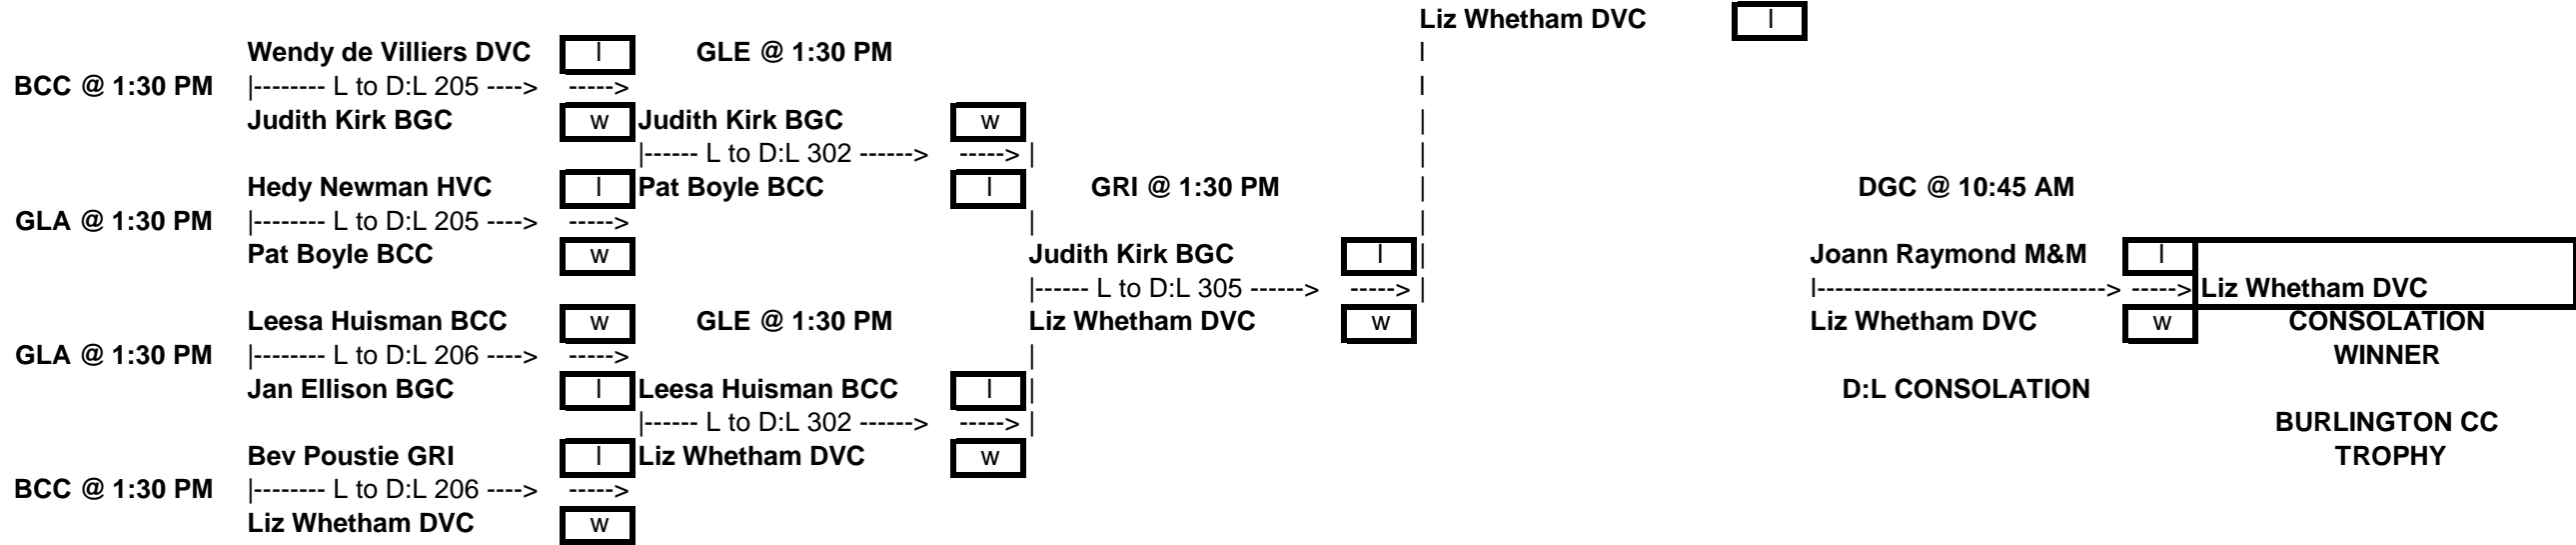 Liz Whetham DVC l
Wendy de Villiers DVC l GLE @ 1:30 PM I
BCC @ 1:30 PM |-------- L to D:L 205 ----> -----> I
Judith Kirk BGC w Judith Kirk BGC w |
|------ L to D:L 302 ------> -----> | |
Hedy Newman HVC l Pat Boyle BCC l GRI @ 1:30 PM | DGC @ 10:45 AM
GLA @ 1:30 PM |-------- L to D:L 205 ----> -----> | |
Pat Boyle BCC w Judith Kirk BGC l | Joann Raymond M&M l
|------ L to D:L 305 ------> -----> | I--------------------------------> -----> Liz Whetham DVC
Leesa Huisman BCC w GLE @ 1:30 PM Liz Whetham DVC w Liz Whetham DVC w CONSOLATION
GLA @ 1:30 PM |-------- L to D:L 206 ----> -----> | WINNER
Jan Ellison BGC l Leesa Huisman BCC l | D:L CONSOLATION
|------ L to D:L 302 ------> -----> | BURLINGTON CC
Bev Poustie GRI l Liz Whetham DVC w TROPHY
BCC @ 1:30 PM |-------- L to D:L 206 ----> ----->
Liz Whetham DVC w